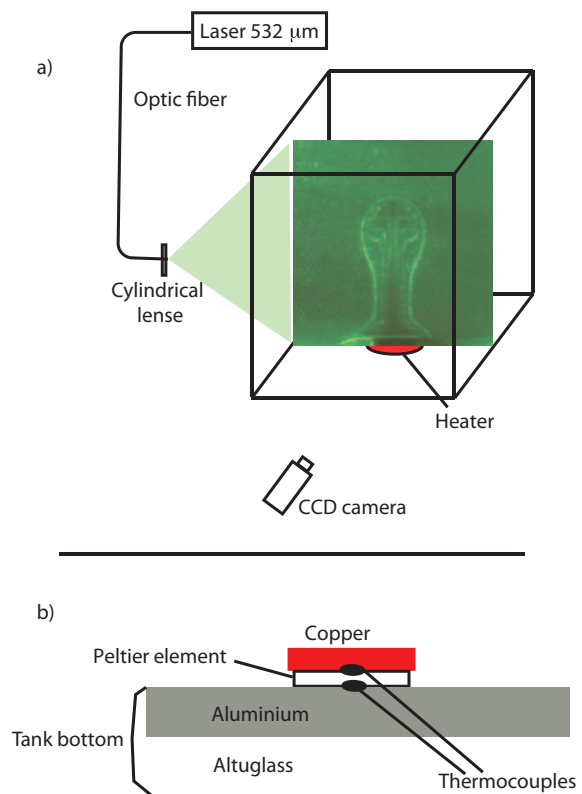 Laser 532 μm
a)
Optic fiber
Cylindrical
lense
Heater
CCD camera
b)
Copper
Peltier element
Aluminium
Tank bottom
Altuglass
Thermocouples